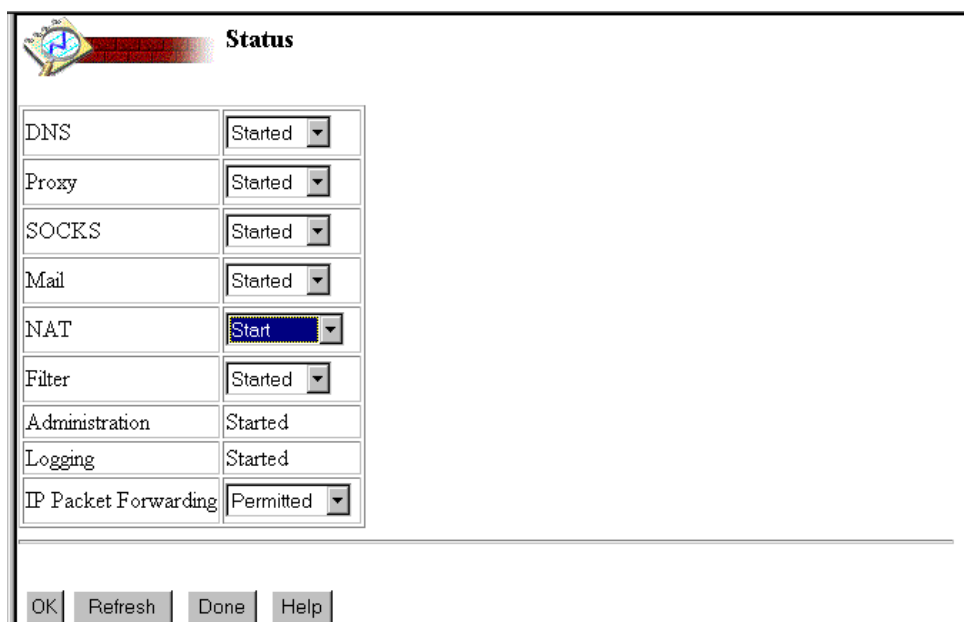 Status
DNS Started
Proxy Started
SOCKS Started
Mail Started
NAT Start
Filter Started
Administration Started
Logging Started
IP Packet Forwarding Permitted
OK Refresh Done Help